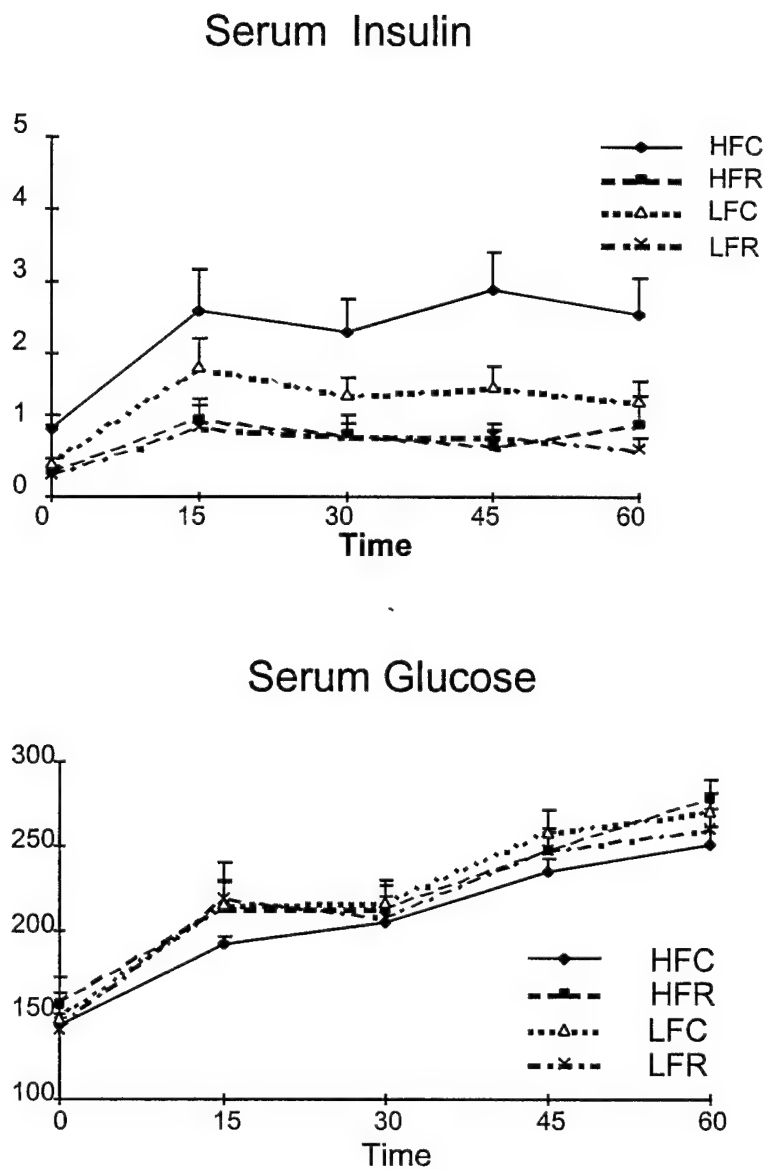 Serum Insulin
5
4
3
2
1
0
0 15 30 45 60
Time
HFC
HFR
LFC
LFR
Serum Glucose
300
250
200
150
100
0 15 30 45 60
Time
HFC
HFR
LFC
LFR